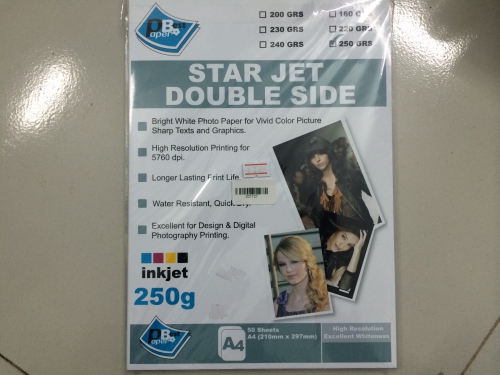 200 GRS
160 G
230 GRS
220 GRS
240 GRS
250 GRS
STAR JET
DOUBLE SIDE
Bright White Photo Paper for Vivid Color Picture
Sharp Texts and Graphics.
High Resolution Printing for
5760 dpi.
Longer Lasting Print Life
Water Resistant, Quick Dry.
Excellent for Design & Digital
Photography Printing.
inkjet
250g
A4
50 Sheets
A4 (210mm x 297mm)
High Resolution
Excellent Whiteness